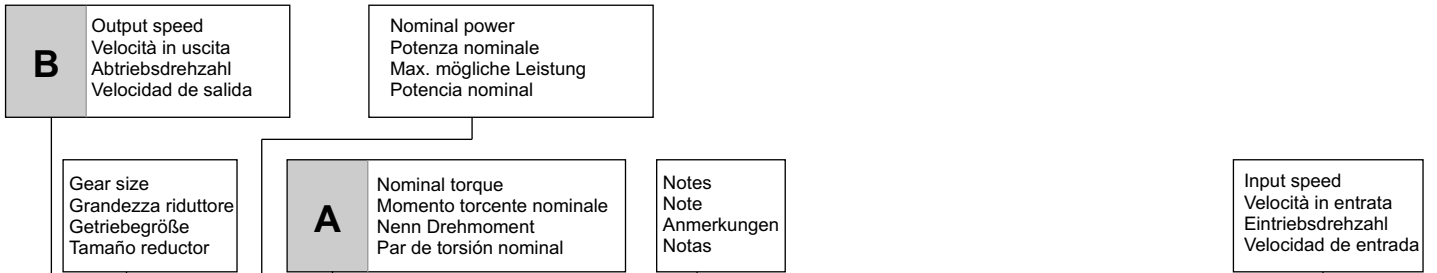 B
Output speed
Velocità in uscita
Abtriebsdrehzahl
Velocidad de salida
Nominal power
Potenza nominale
Max. mögliche Leistung
Potencia nominal
Gear size
Grandezza riduttore
Getriebegröße
Tamaño reductor
A
Nominal torque
Momento torcente nominale
Nenn Drehmoment
Par de torsión nominal
Notes
Note
Anmerkungen
Notas
Input speed
Velocità in entrata
Eintriebsdrehzahl
Velocidad de entrada